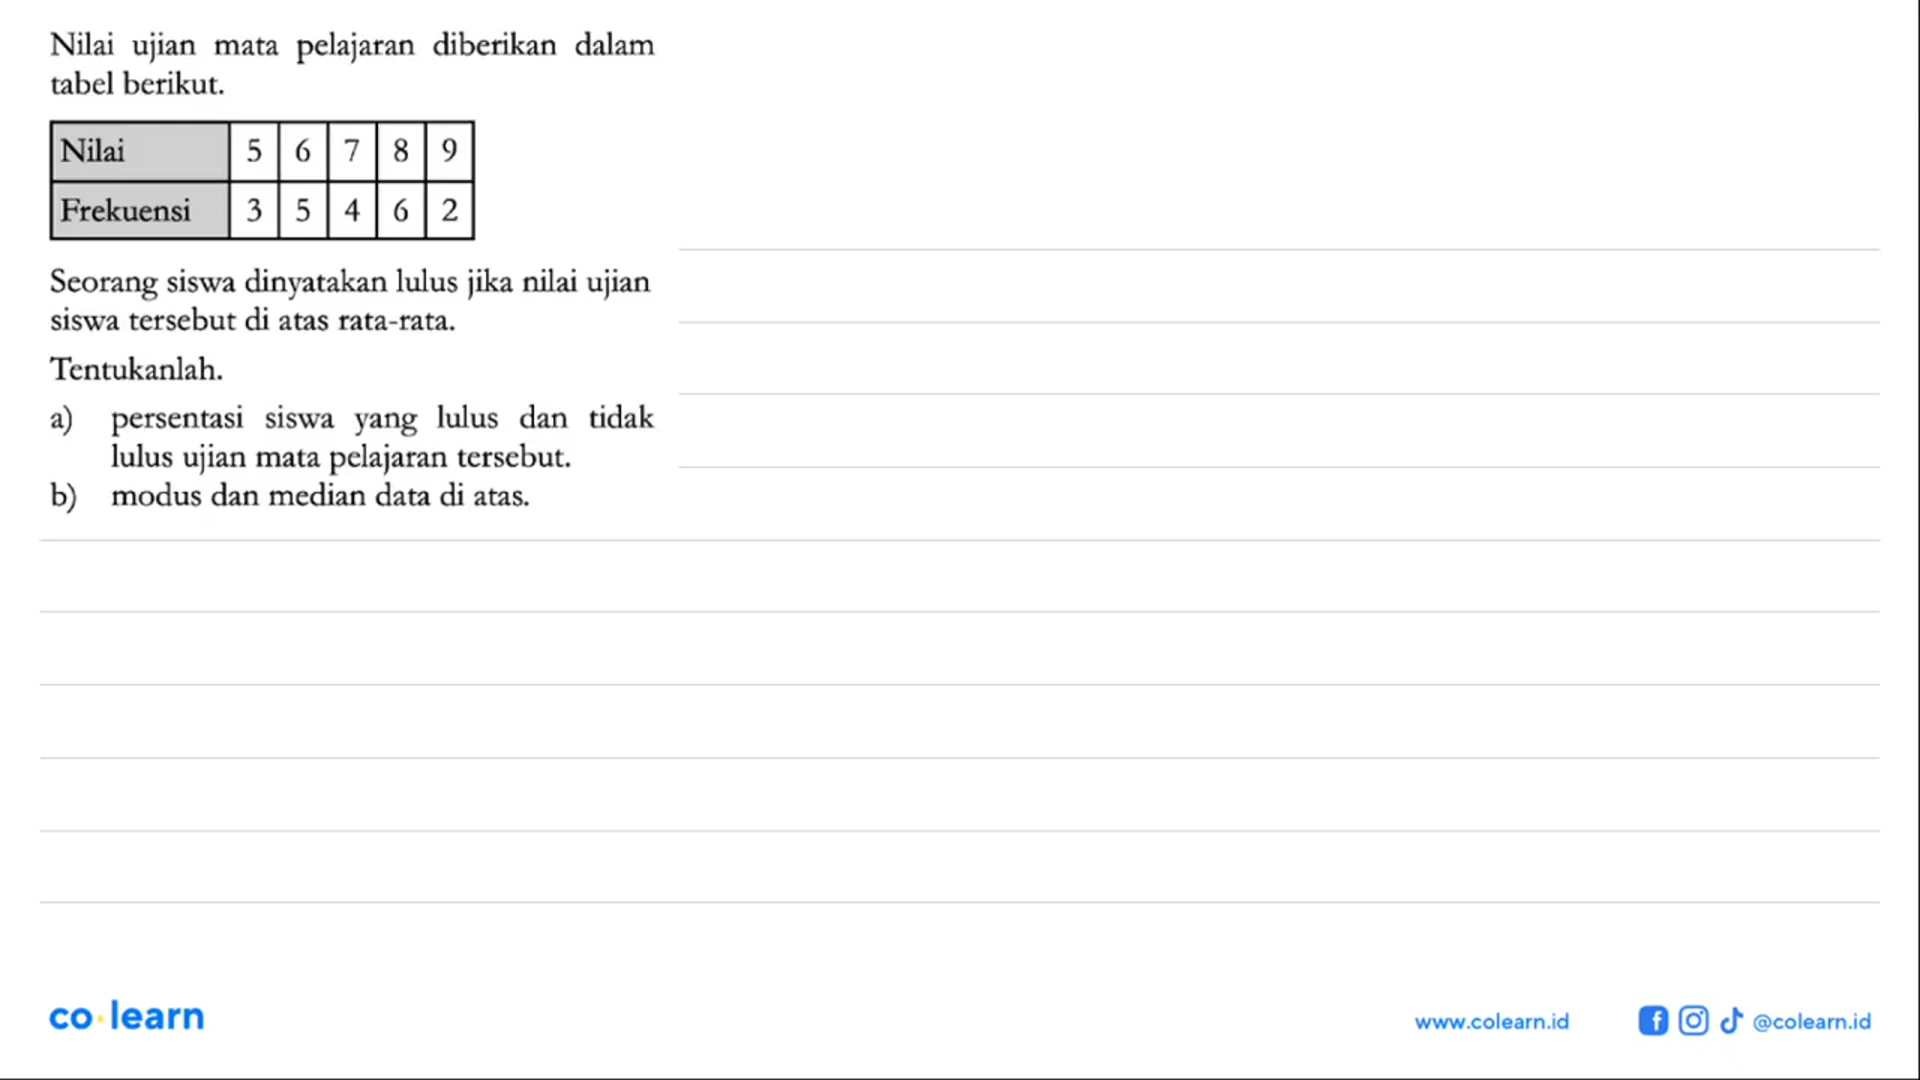 Nilai ujian mata pelajaran diberikan dalam
tabel berikut.
Nilai 5 6 7 8 9
Frekuensi 3 5 4 6 2
Seorang siswa dinyatakan lulus jika nilai ujian
siswa tersebut di atas rata-rata.
Tentukanlah.
a) persentasi siswa yang lulus dan tidak
lulus ujian mata pelajaran tersebut.
b) modus dan median data di atas.
co learn
www.colearn.id
@colearn.id